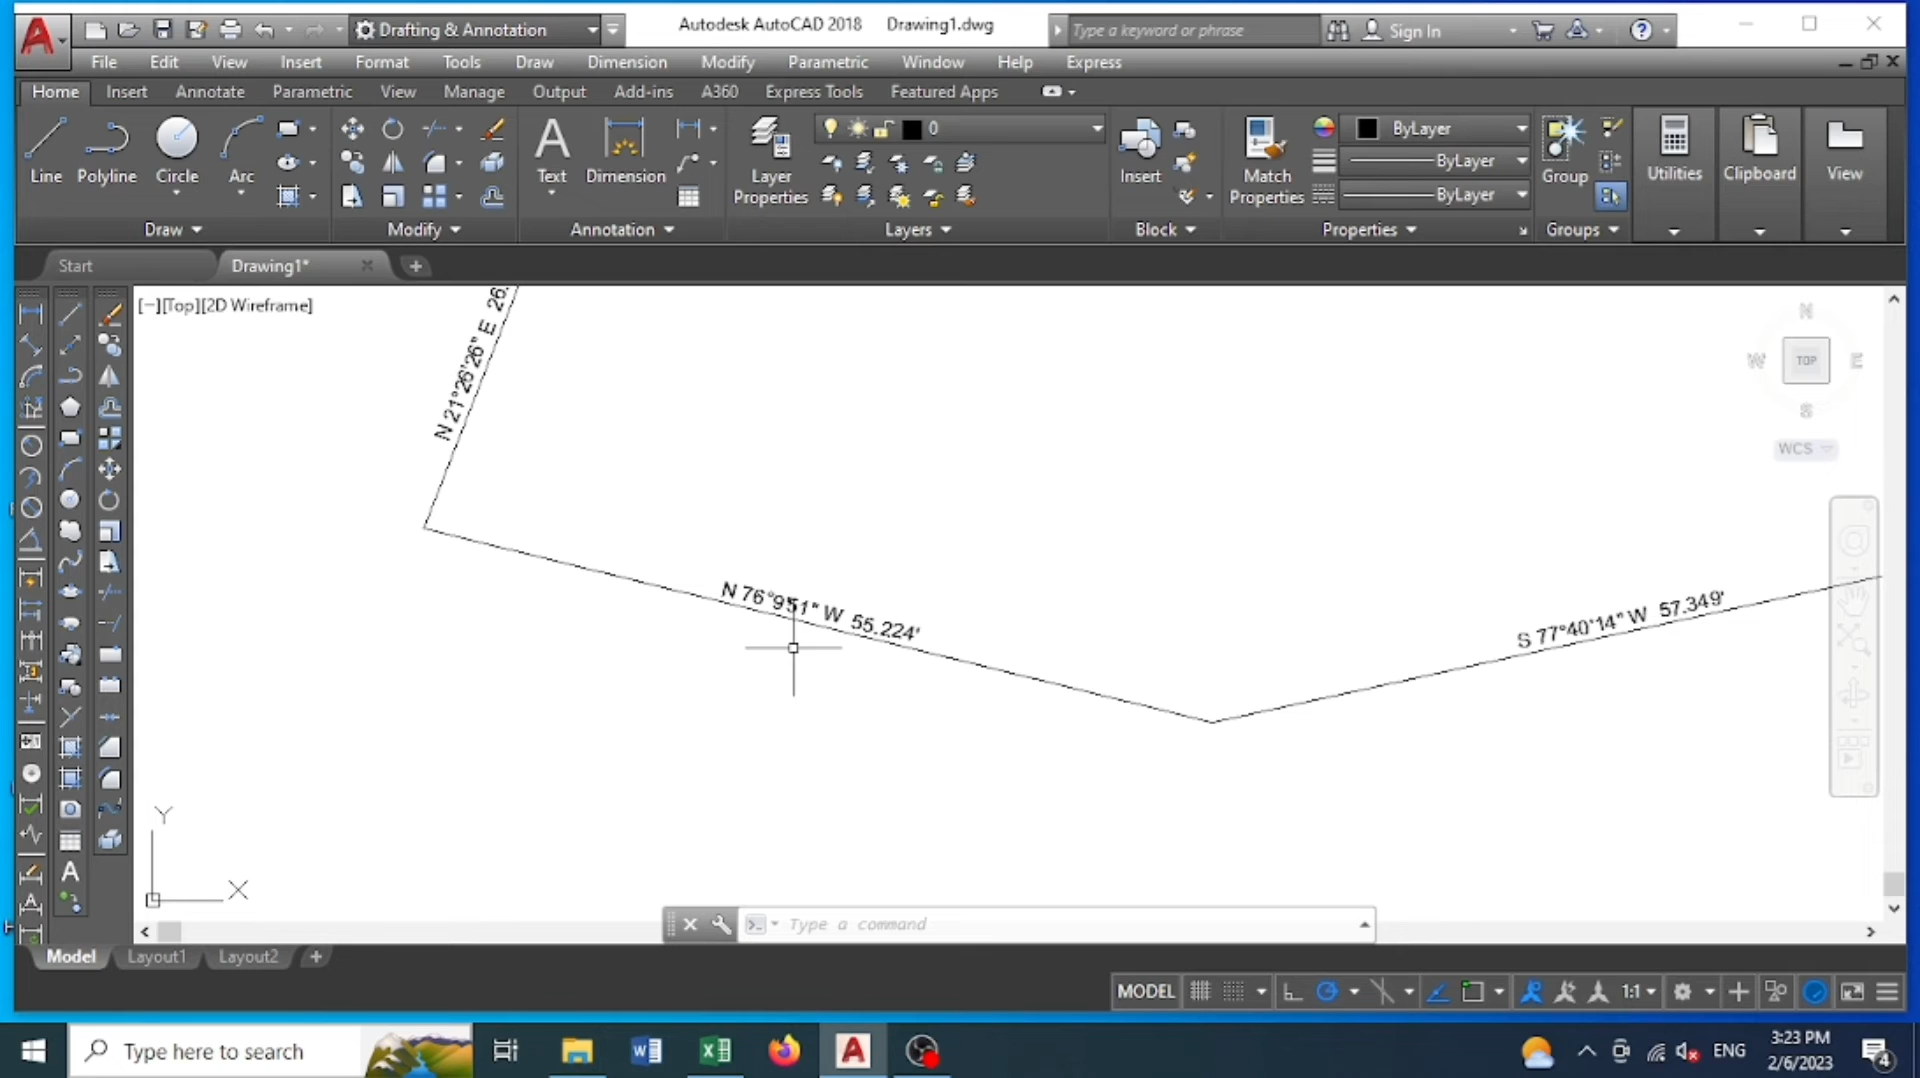 Drafting & Annotation
Autodesk AutoCAD 2018 Drawing1.dwg
Type a keyword or phrase
Sign In
File Edit View Insert Format Tools Draw Dimension Modify Parametric Window Help Express
Home Insert Annotate Parametric View Manage Output Add-ins A360 Express Tools Featured Apps
0
ByLayer
ByLayer
ByLayer
Line Polyline Circle Arc
Text Dimension
Layer Properties
Insert
Match Properties
Group
Utilities
Clipboard
View
Draw Modify Annotation Layers Block Properties Groups
Start Drawing1*
[−][Top][2D Wireframe]
N
W TOP E
S
WCS
N 21°26'26" E 26.
N 76°9'51" W 55.224'
S 77°40'14" W 57.349'
Y
X
Type a command
Model Layout1 Layout2 +
MODEL 1:1
Type here to search
ENG
3:23 PM
2/6/2023
4